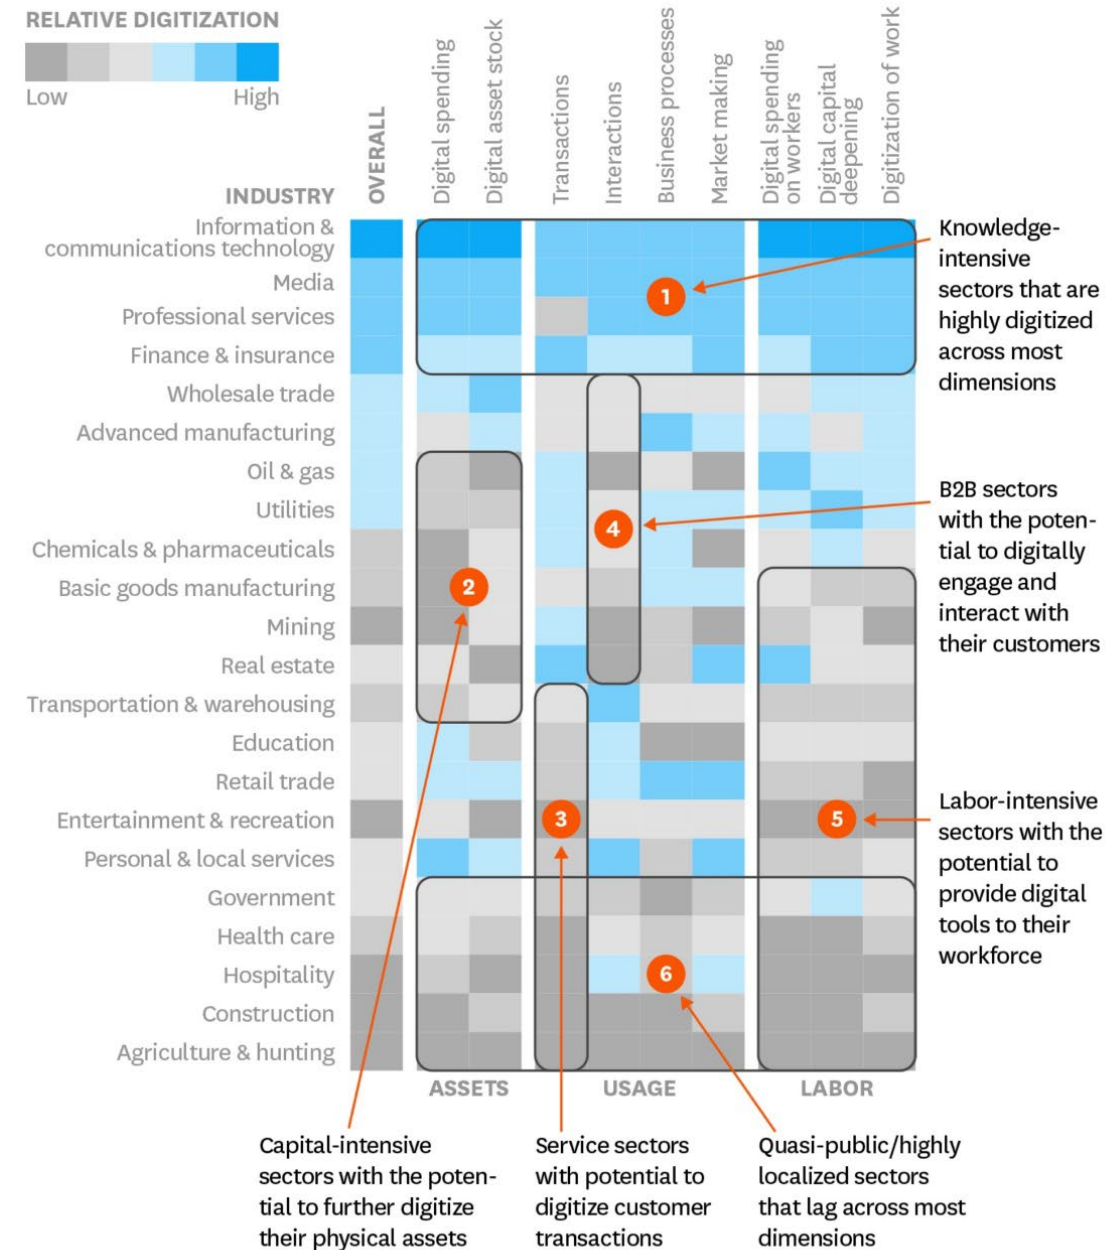 RELATIVE DIGITIZATION
Low
High
INDUSTRY
OVERALL
Digital spending
Digital asset stock
Transactions
Interactions
Business processes
Market making
Digital spending
on workers
Digital capital
deepening
Digitization of work
Information &
communications technology
Media
Professional services
Finance & insurance
Wholesale trade
Advanced manufacturing
Oil & gas
Utilities
Chemicals & pharmaceuticals
Basic goods manufacturing
Mining
Real estate
Transportation & warehousing
Education
Retail trade
Entertainment & recreation
Personal & local services
Government
Health care
Hospitality
Construction
Agriculture & hunting
1
4
2
3
5
6
ASSETS
USAGE
LABOR
Knowledge-
intensive
sectors that are
highly digitized
across most
dimensions
B2B sectors
with the poten-
tial to digitally
engage and
interact with
their customers
Labor-intensive
sectors with the
potential to
provide digital
tools to their
workforce
Capital-intensive
sectors with the poten-
tial to further digitize
their physical assets
Service sectors
with potential to
digitize customer
transactions
Quasi-public/highly
localized sectors
that lag across most
dimensions